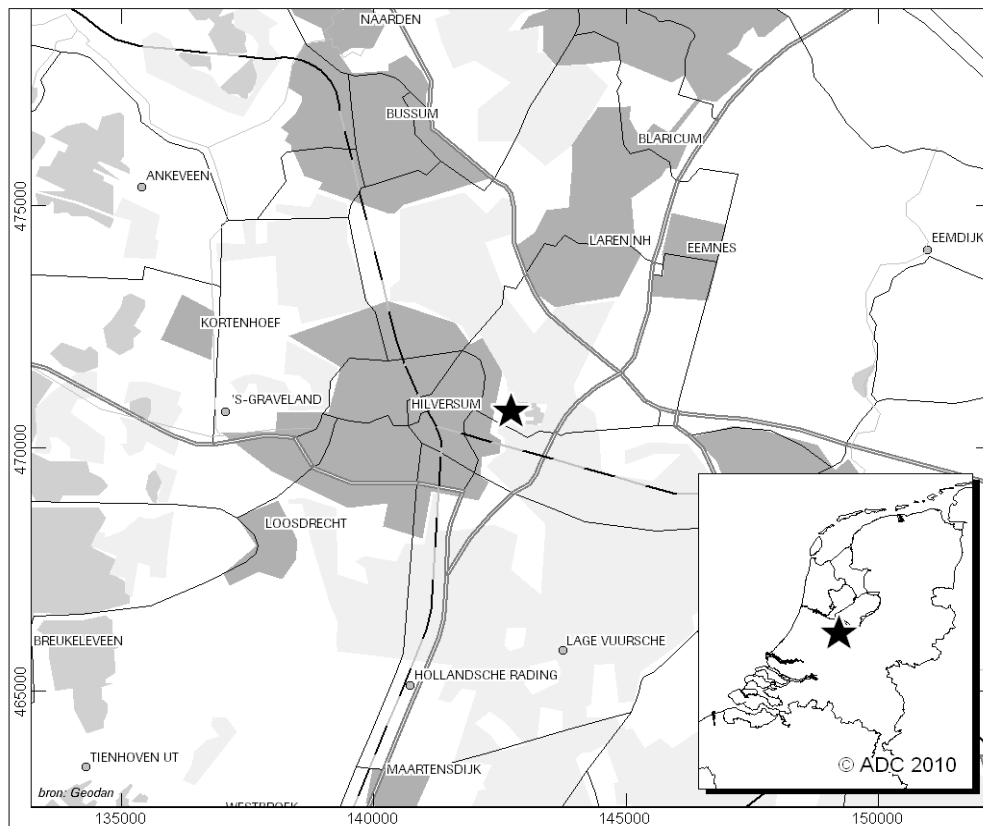 NAARDEN
BUSSUM
BLARICUM
ANKEVEEN
475000
LAREN NH
EEMNES
EEMDIJK
KORTENHOEF
'S-GRAVELAND
HILVERSUM
470000
LOOSDRECHT
BREUKELEVEEN
LAGE VUURSCHE
HOLLANDSCHE RADING
465000
TIENHOVEN UT
MAARTENSDIJK
© ADC 2010
bron: Geodan
WESTBROEK
135000
140000
145000
150000